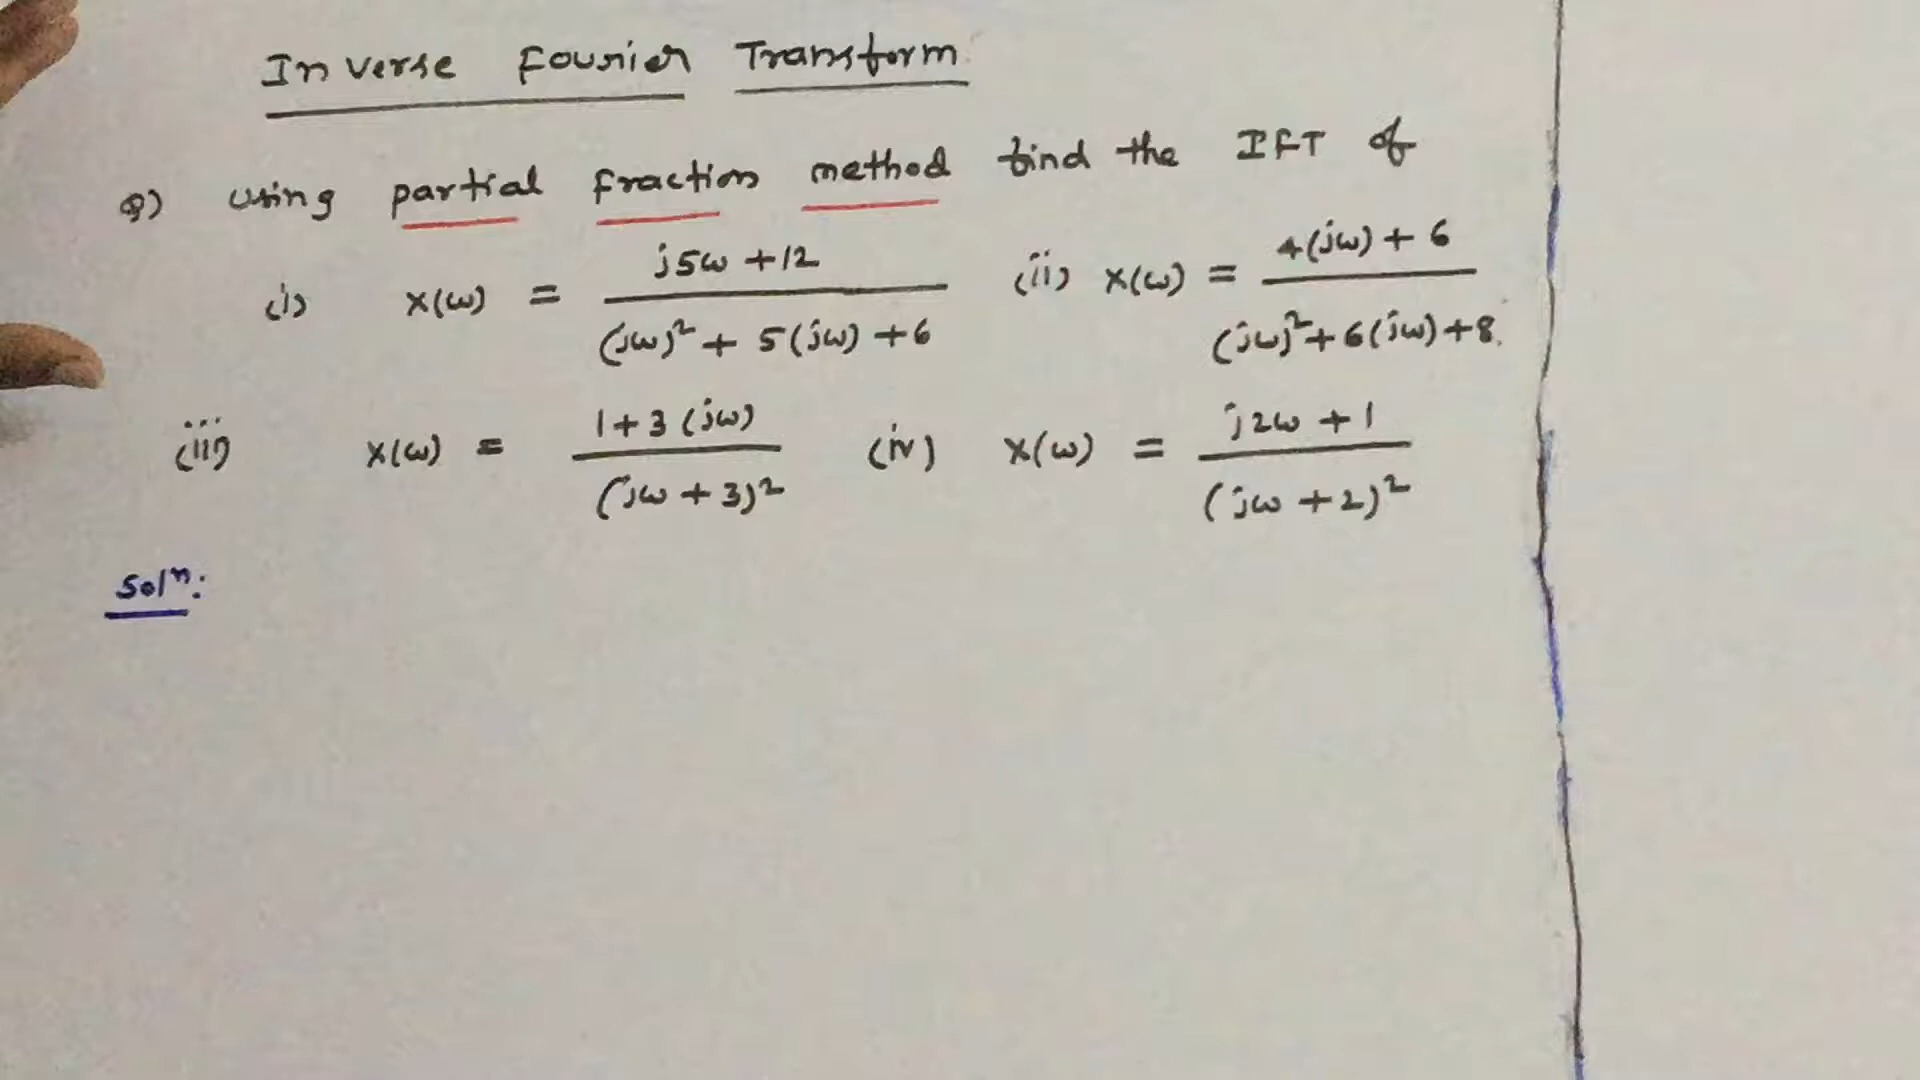 Inverse Fourier Transform
Q) Using partial fraction method find the IFT of
(i) X(ω) = j5ω + 12 / (jω)² + 5(jω) + 6 (ii) X(ω) = 4(jω) + 6 / (jω)² + 6(jω) + 8.
(iii) X(ω) = 1 + 3(jω) / (jω + 3)² (iv) X(ω) = j2ω + 1 / (jω + 2)²
Solⁿ: